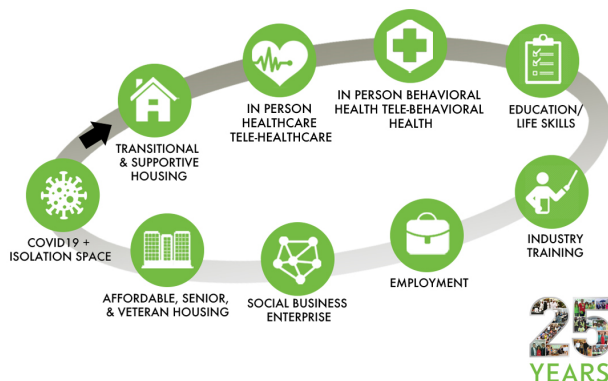 IN PERSON
HEALTHCARE
TELE-HEALTHCARE
IN PERSON BEHAVIORAL
HEALTH TELE-BEHAVIORAL
HEALTH
EDUCATION/
LIFE SKILLS
TRANSITIONAL
& SUPPORTIVE
HOUSING
COVID19 +
ISOLATION SPACE
AFFORDABLE, SENIOR,
& VETERAN HOUSING
SOCIAL BUSINESS
ENTERPRISE
EMPLOYMENT
INDUSTRY
TRAINING
25
YEARS